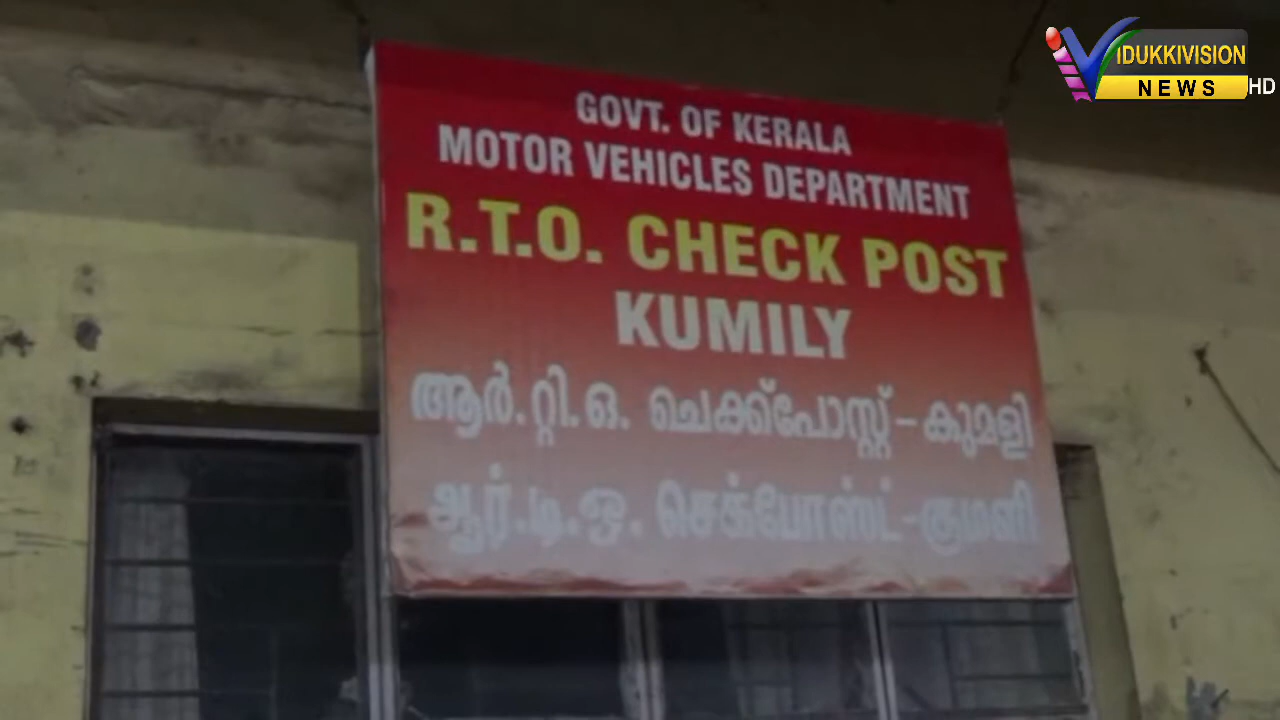 IDUKKIVISION
NEWS HD
GOVT. OF KERALA
MOTOR VEHICLES DEPARTMENT
R.T.O. CHECK POST
KUMILY
ആർ.റ്റി.ഒ. ചെക്ക്പോസ്റ്റ്-കുമളി
ஆர்.டி.ஒ. செக்போஸ்ட்-குமளி